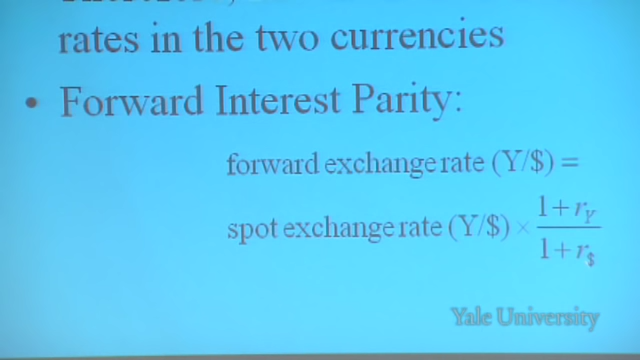 rates in the two currencies
• Forward Interest Parity:
forward exchange rate (Y/$) =
spot exchange rate (Y/$) × 1+r_Y / 1+r_$
Yale University